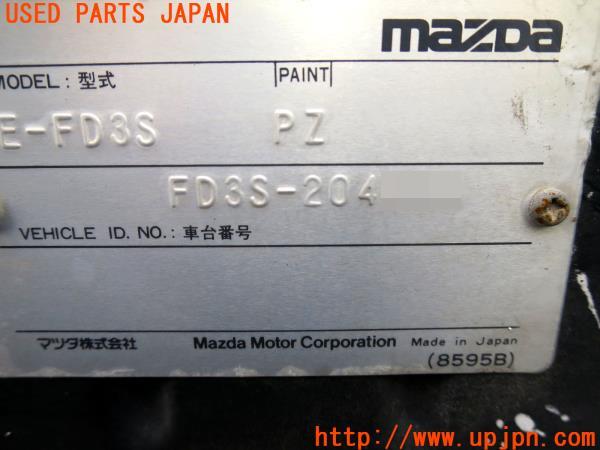 USED PARTS JAPAN
mazda
MODEL : 型式 PAINT
E-FD3S PZ
FD3S-204
VEHICLE ID. NO. : 車台番号
マツダ株式会社 Mazda Motor Corporation Made in Japan
(8595B)
http://www.upjpn.com